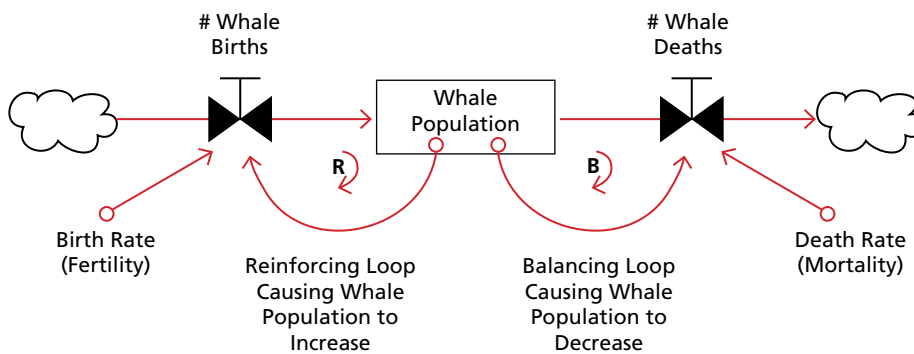 # Whale
Births
# Whale
Deaths
Whale
Population
R
B
Birth Rate
(Fertility)
Reinforcing Loop
Causing Whale
Population to
Increase
Balancing Loop
Causing Whale
Population to
Decrease
Death Rate
(Mortality)